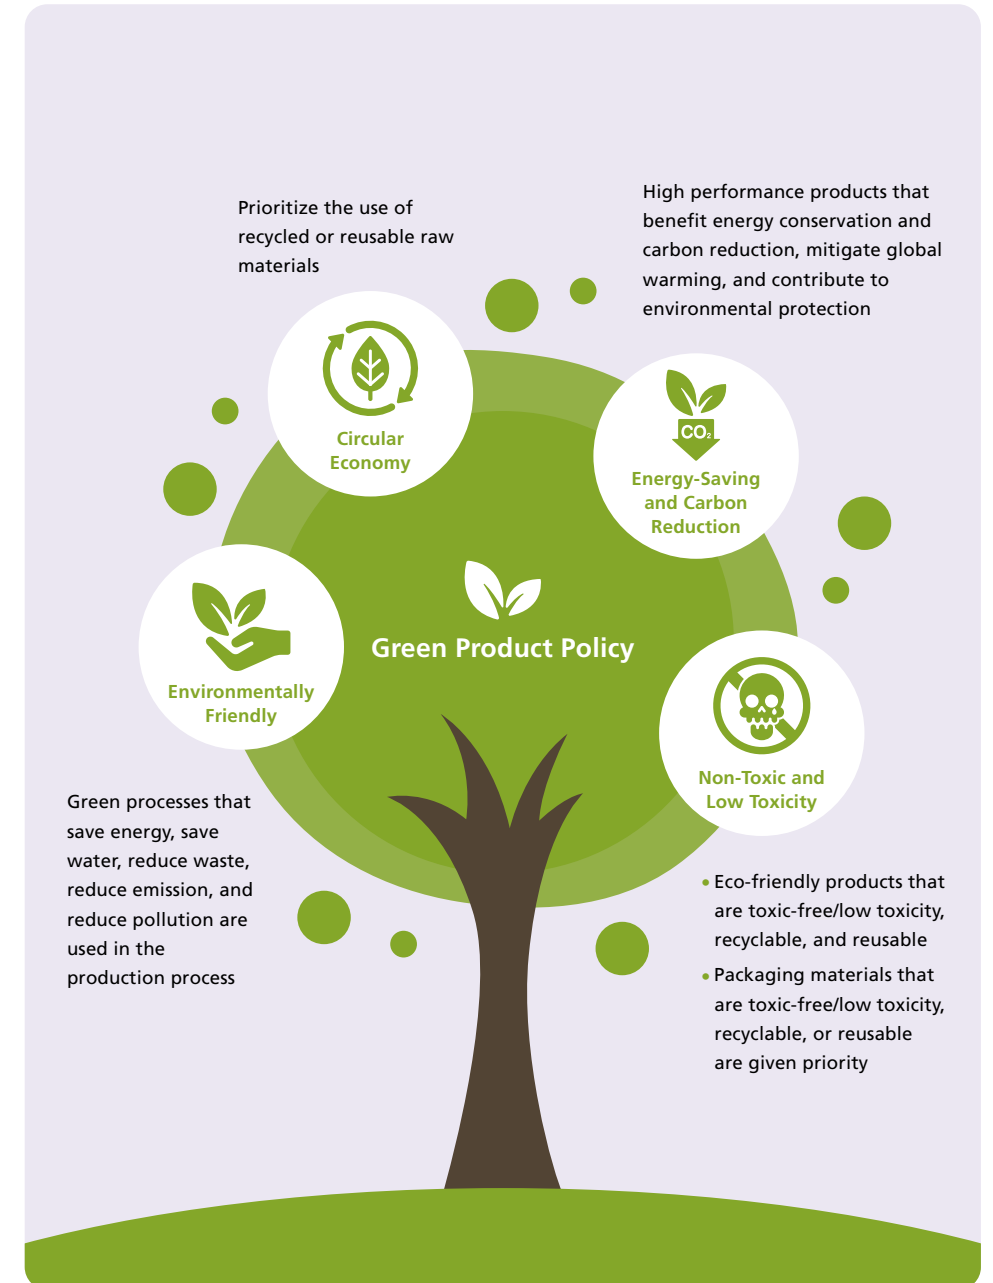 Prioritize the use of
recycled or reusable raw
materials
High performance products that
benefit energy conservation and
carbon reduction, mitigate global
warming, and contribute to
environmental protection
Circular
Economy
CO₂
Energy-Saving
and Carbon
Reduction
Green Product Policy
Environmentally
Friendly
Non-Toxic and
Low Toxicity
Green processes that
save energy, save
water, reduce waste,
reduce emission, and
reduce pollution are
used in the
production process
• Eco-friendly products that
are toxic-free/low toxicity,
recyclable, and reusable
• Packaging materials that
are toxic-free/low toxicity,
recyclable, or reusable
are given priority